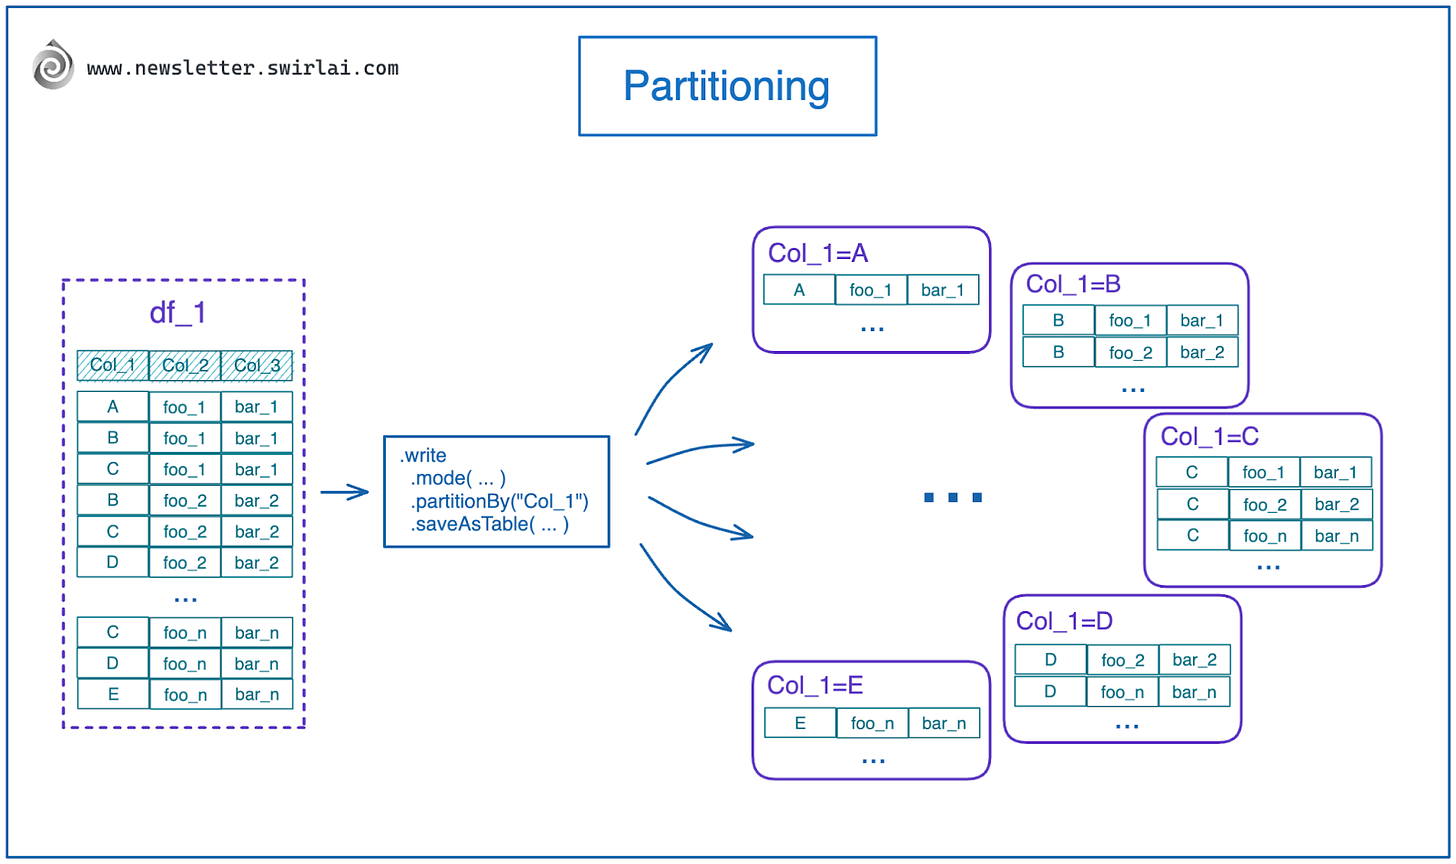 www.newsletter.swirlai.com
Partitioning
df_1
Col_1 Col_2 Col_3
A foo_1 bar_1
B foo_1 bar_1
C foo_1 bar_1
B foo_2 bar_2
C foo_2 bar_2
D foo_2 bar_2
...
C foo_n bar_n
D foo_n bar_n
E foo_n bar_n
.write
.mode( ... )
.partitionBy("Col_1")
.saveAsTable( ... )
Col_1=A
A foo_1 bar_1
...
Col_1=B
B foo_1 bar_1
B foo_2 bar_2
...
Col_1=C
C foo_1 bar_1
C foo_2 bar_2
C foo_n bar_n
...
...
Col_1=D
D foo_2 bar_2
D foo_n bar_n
...
Col_1=E
E foo_n bar_n
...